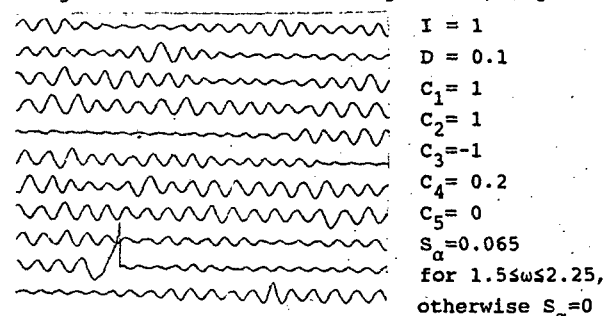 I = 1
D = 0.1
C₁= 1
C₂= 1
C₃=-1
C₄= 0.2
C₅= 0
Sα=0.065
for 1.5≤ω≤2.25,
otherwise Sα=0